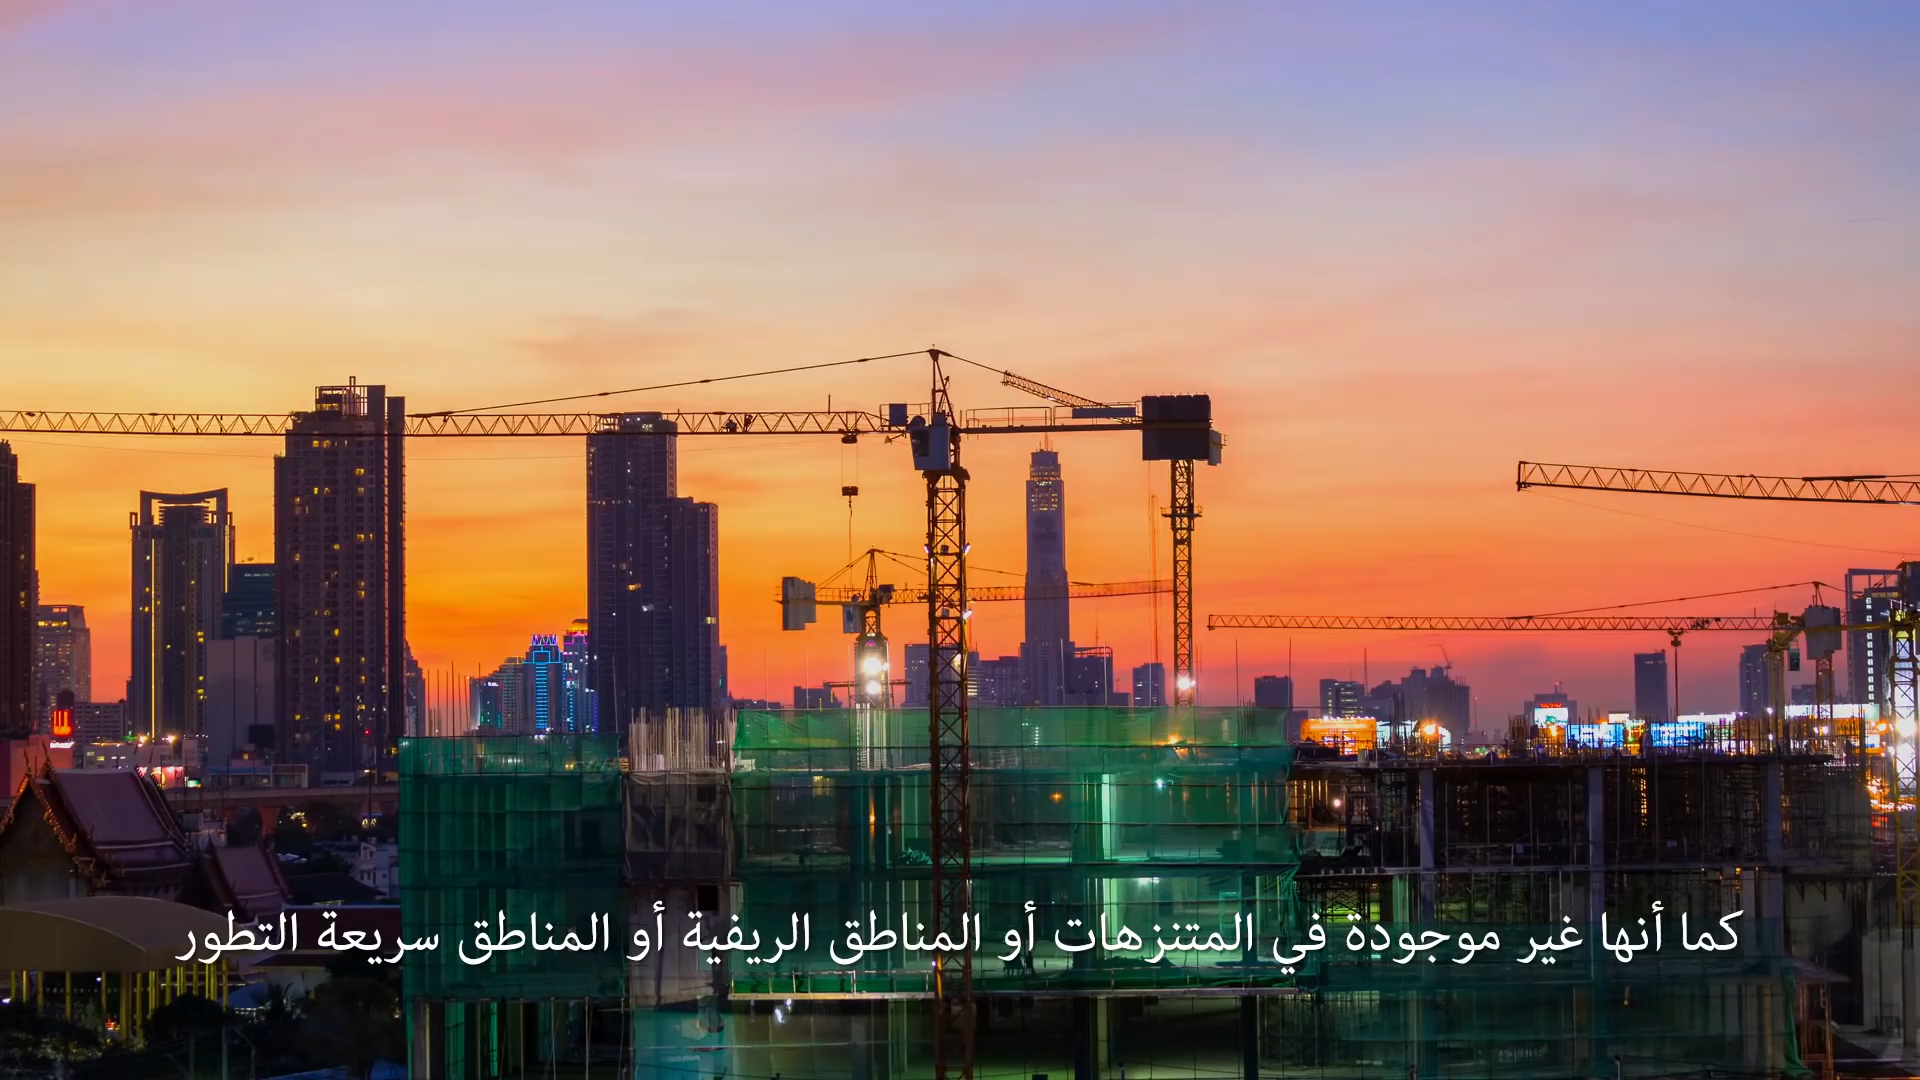 كما أنها غير موجودة في المتنزهات أو المناطق الريفية أو المناطق سريعة التطور